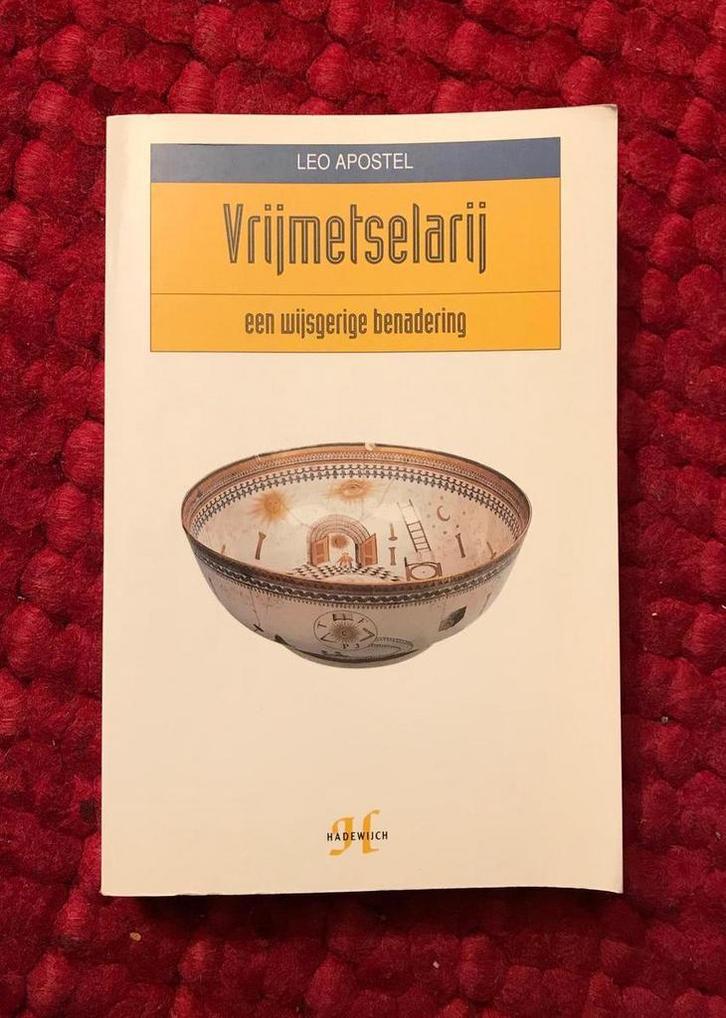 LEO APOSTEL
Vrijmetselarij
een wijsgerige benadering
H
HADEWIJCH